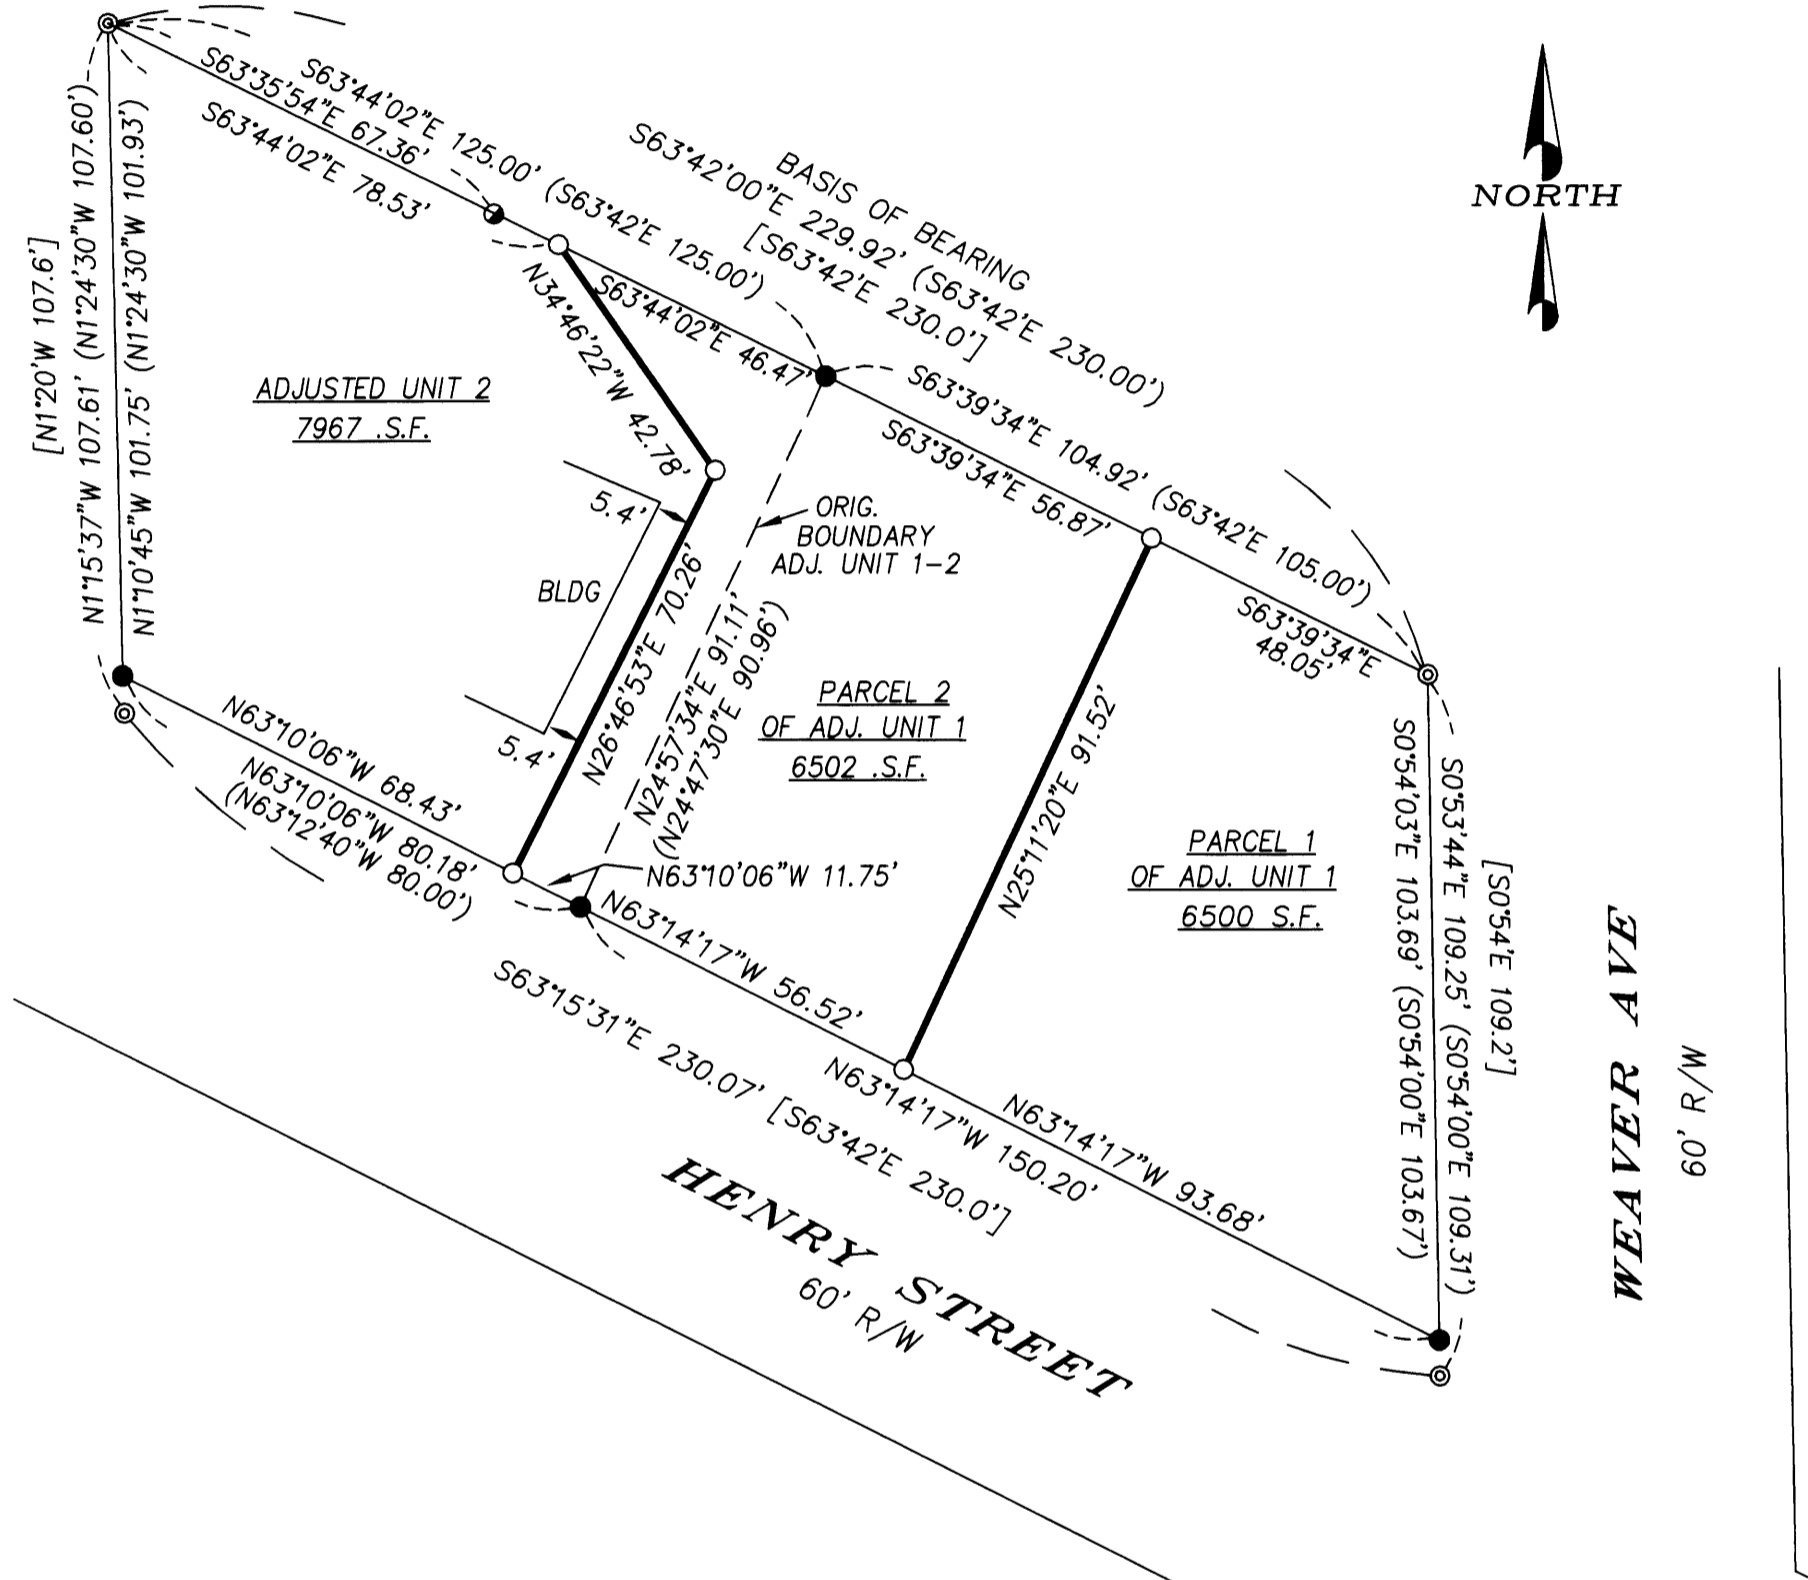 S63°44'02"E 125.00' (S63°42'E 125.00')
S63°35'54"E 67.36'
S63°44'02"E 78.53'
BASIS OF BEARING
S63°42'00"E 229.92' (S63°42'E 230.00')
[S63°42'E 230.0']
NORTH
[N1°20'W 107.6']
N1°15'37"W 107.61' (N1°24'30"W 107.60')
N1°10'45"W 101.75' (N1°24'30"W 101.93')
N34°46'22"W 42.78'
S63°44'02"E 46.47'
S63°39'34"E 104.92' (S63°42'E 105.00')
S63°39'34"E 56.87'
S63°39'34"E
48.05'
ADJUSTED UNIT 2
7967 .S.F.
5.4'
BLDG
5.4'
N26°46'53"E 70.26'
ORIG.
BOUNDARY
ADJ. UNIT 1-2
N24°57'34"E 91.11'
(N24°47'30"E 90.96')
PARCEL 2
OF ADJ. UNIT 1
6502 .S.F.
N25°11'20"E 91.52'
PARCEL 1
OF ADJ. UNIT 1
6500 S.F.
S0°54'03"E 103.69' (S0°54'00"E 103.67')
S0°53'44"E 109.25' (S0°54'00"E 109.31')
[S0°54'E 109.2']
WEAVER AVE
60' R/W
N63°10'06"W 68.43'
N63°10'06"W 80.18'
(N63°12'40"W 80.00')
N63°10'06"W 11.75'
N63°14'17"W 56.52'
S63°15'31"E 230.07' [S63°42'E 230.0']
N63°14'17"W 150.20'
N63°14'17"W 93.68'
HENRY STREET
60' R/W